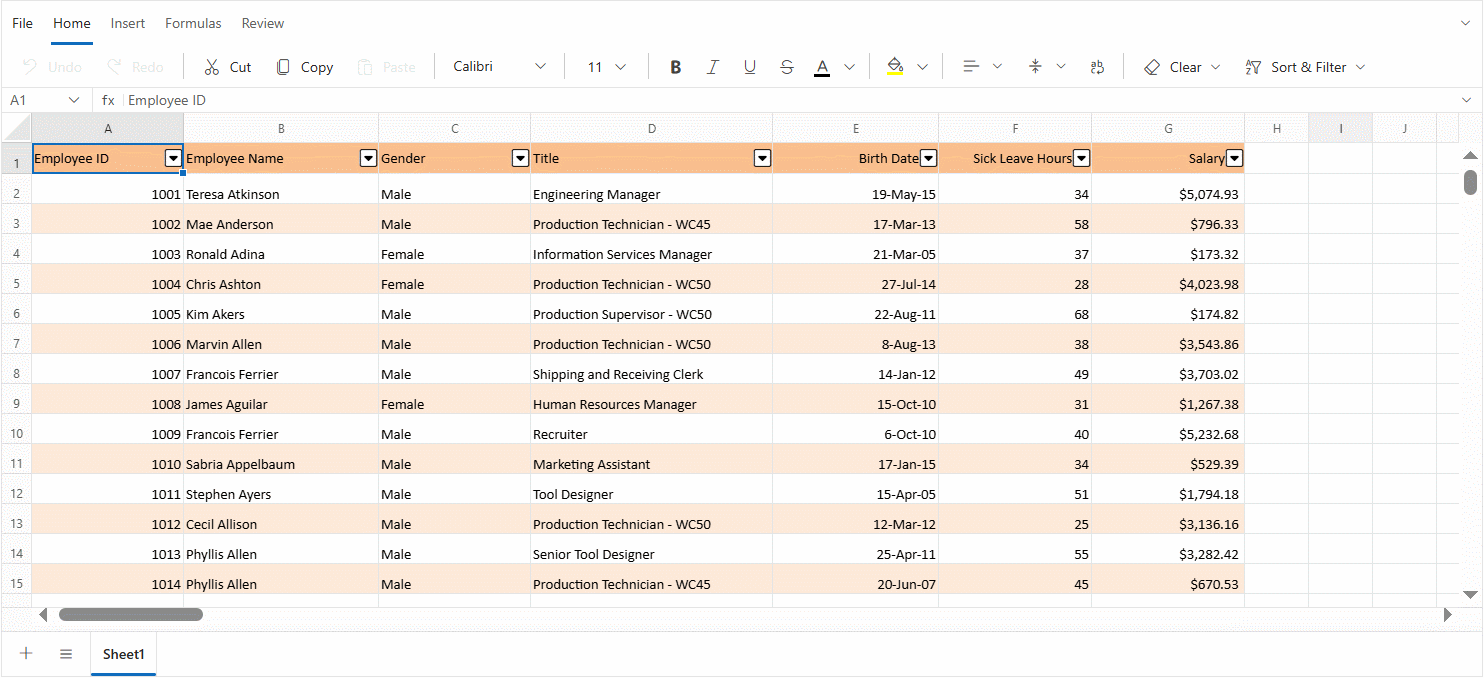 File Home Insert Formulas Review
Undo Redo Cut Copy Paste Calibri 11 B I U S A ab Clear Sort & Filter
A1 fx Employee ID
A B C D E F G H I J
1 Employee ID Employee Name Gender Title Birth Date Sick Leave Hours Salary
2 1001 Teresa Atkinson Male Engineering Manager 19-May-15 34 $5,074.93
3 1002 Mae Anderson Male Production Technician - WC45 17-Mar-13 58 $796.33
4 1003 Ronald Adina Female Information Services Manager 21-Mar-05 37 $173.32
5 1004 Chris Ashton Female Production Technician - WC50 27-Jul-14 28 $4,023.98
6 1005 Kim Akers Male Production Supervisor - WC50 22-Aug-11 68 $174.82
7 1006 Marvin Allen Male Production Technician - WC50 8-Aug-13 38 $3,543.86
8 1007 Francois Ferrier Male Shipping and Receiving Clerk 14-Jan-12 49 $3,703.02
9 1008 James Aguilar Female Human Resources Manager 15-Oct-10 31 $1,267.38
10 1009 Francois Ferrier Male Recruiter 6-Oct-10 40 $5,232.68
11 1010 Sabria Appelbaum Male Marketing Assistant 17-Jan-15 34 $529.39
12 1011 Stephen Ayers Male Tool Designer 15-Apr-05 51 $1,794.18
13 1012 Cecil Allison Male Production Technician - WC50 12-Mar-12 25 $3,136.16
14 1013 Phyllis Allen Male Senior Tool Designer 25-Apr-11 55 $3,282.42
15 1014 Phyllis Allen Male Production Technician - WC45 20-Jun-07 45 $670.53
Sheet1